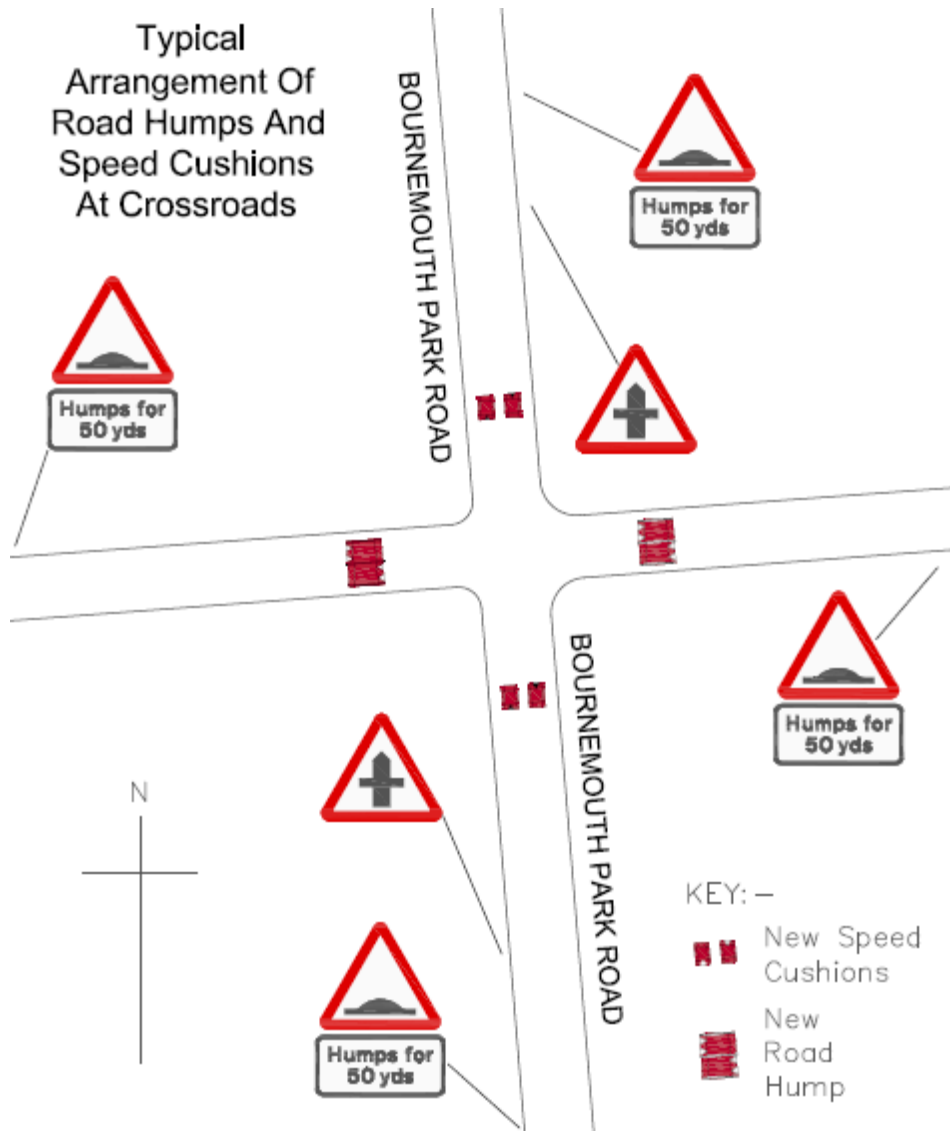 Typical
Arrangement Of
Road Humps And
Speed Cushions
At Crossroads
BOURNEMOUTH PARK ROAD
Humps for
50 yds
Humps for
50 yds
BOURNEMOUTH PARK ROAD
Humps for
50 yds
N
Humps for
50 yds
KEY: –
New Speed
Cushions
New
Road
Hump